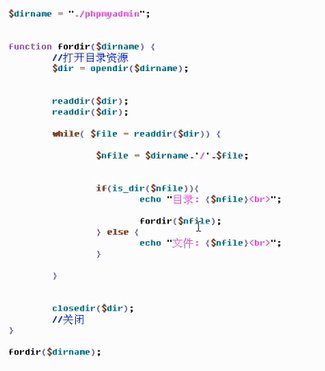 $dirname = "./phpmyadmin";
function fordir($dirname) {
//打开目录资源
$dir = opendir($dirname);
readdir($dir);
readdir($dir);
while( $file = readdir($dir)) {
$nfile = $dirname.'/'.$file;
if(is_dir($nfile)){
echo "目录: {$nfile}<br>";
fordir($nfile);
} else {
echo "文件: {$nfile}<br>";
}
}
closedir($dir);
//关闭
}
fordir($dirname);